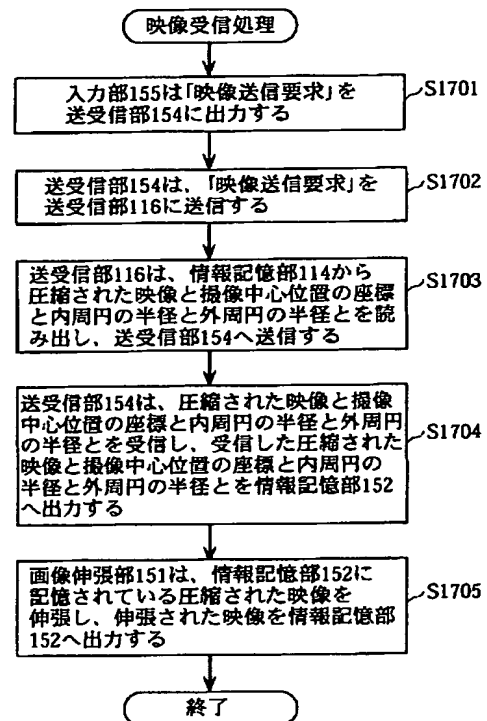 映像受信処理
入力部155は「映像送信要求」を
送受信部154に出力する
S1701
送受信部154は、「映像送信要求」を
送受信部116に送信する
S1702
送受信部116は、情報記憶部114から
圧縮された映像と撮像中心位置の座標
と内周円の半径と外周円の半径とを読
み出し、送受信部154へ送信する
S1703
送受信部154は、圧縮された映像と撮像
中心位置の座標と内周円の半径と外周円
の半径とを受信し、受信した圧縮された
映像と撮像中心位置の座標と内周円の
半径と外周円の半径とを情報記憶部152
へ出力する
S1704
画像伸張部151は、情報記憶部152に
記憶されている圧縮された映像を
伸張し、伸張された映像を情報記憶部
152へ出力する
S1705
終了